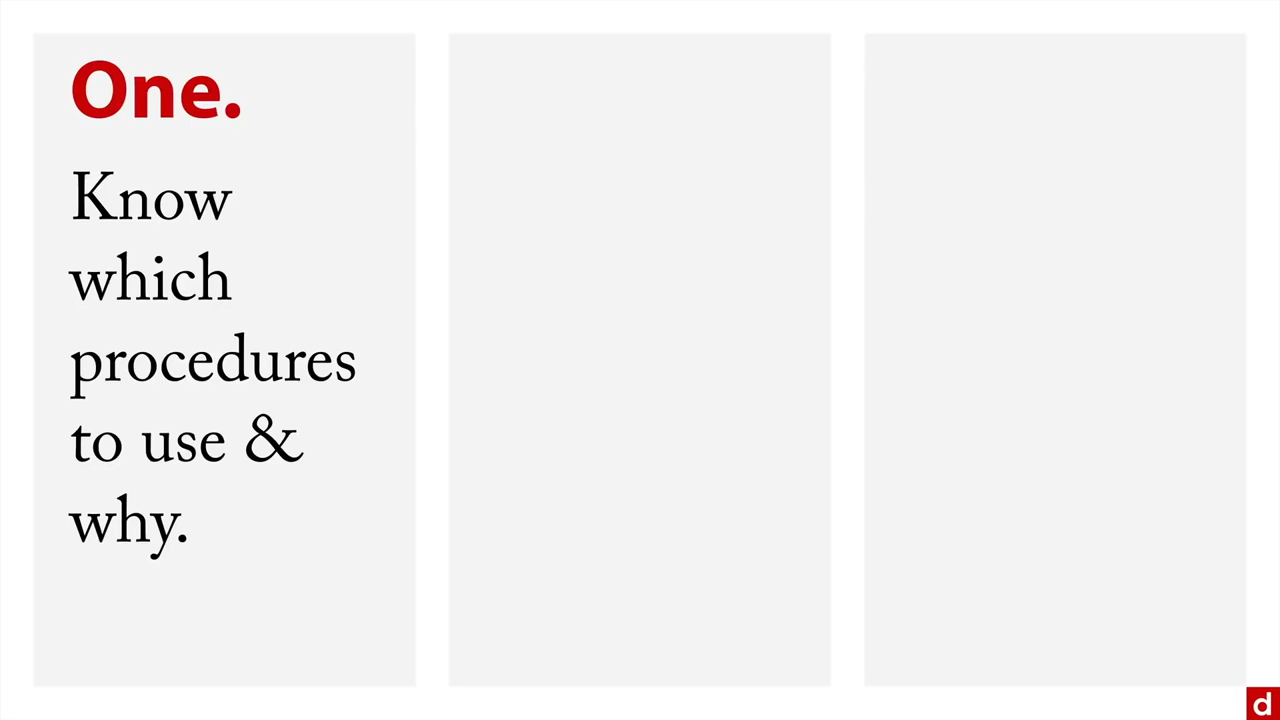 One.
Know
which
procedures
to use &
why.
d